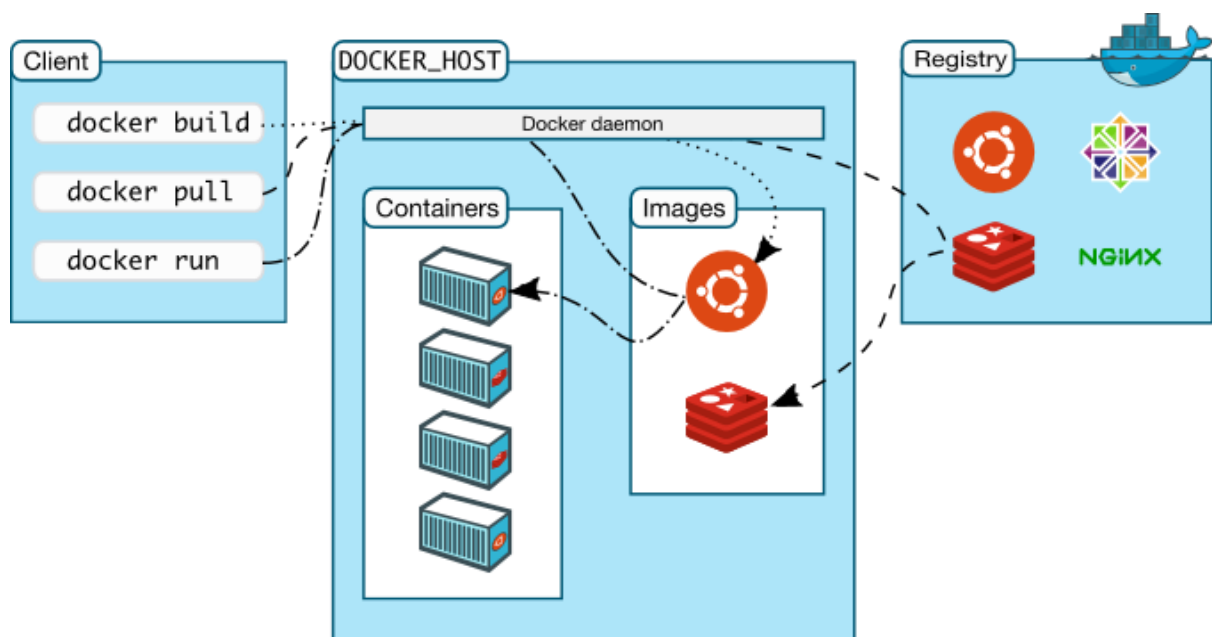 Client
docker build
docker pull
docker run
DOCKER_HOST
Docker daemon
Containers
Images
Registry
NGiNX